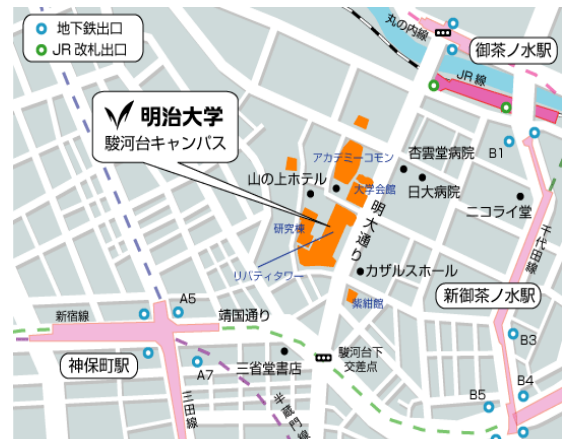 地下鉄出口
JR改札出口
丸の内線
御茶ノ水駅
JR線
明治大学
駿河台キャンパス
アカデミーコモン
杏雲堂病院
B1
山の上ホテル
大学会館
日大病院
ニコライ堂
明大通り
研究棟
千代田線
リバティタワー
カザルスホール
新御茶ノ水駅
紫紺館
A5
新宿線
靖国通り
B3
神保町駅
A7
三省堂書店
駿河台下
交差点
三田線
半蔵門線
B4
B5